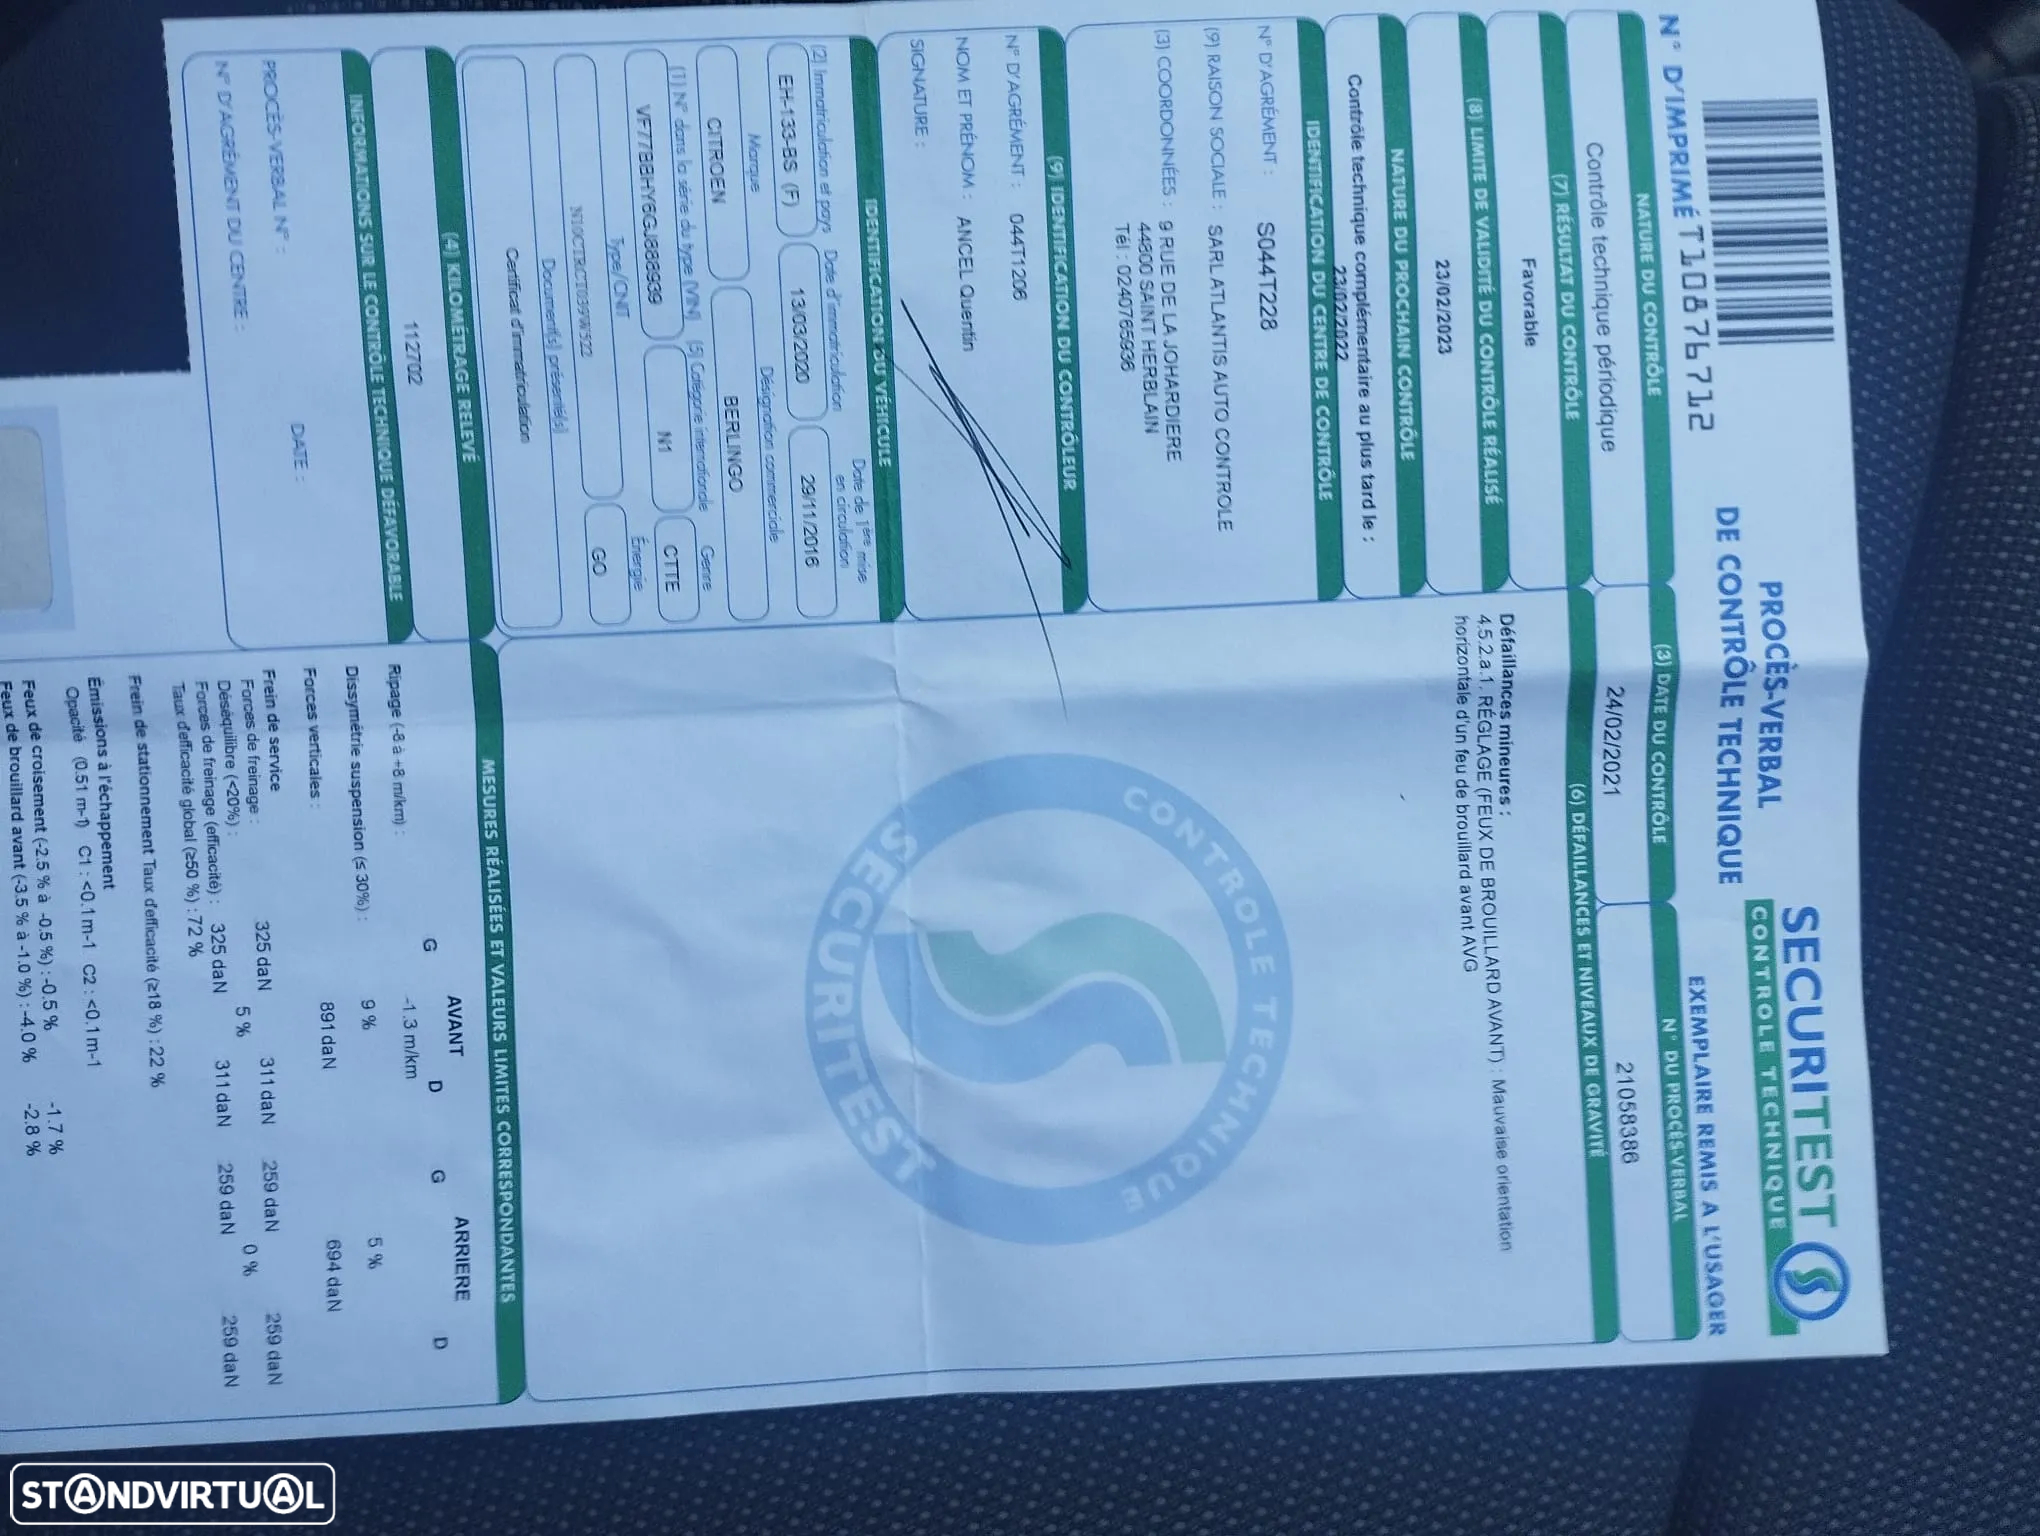 N° D'IMPRIMÉ T10876712
PROCÈS-VERBAL
DE CONTRÔLE TECHNIQUE
SECURITEST
CONTROLE TECHNIQUE
EXEMPLAIRE REMIS A L'USAGER
NATURE DU CONTRÔLE
Contrôle technique périodique
(3) DATE DU CONTRÔLE
24/02/2021
N° DU PROCÈS-VERBAL
21058386
(7) RÉSULTAT DU CONTRÔLE
Favorable
(8) LIMITE DE VALIDITÉ DU CONTRÔLE RÉALISÉ
23/02/2023
NATURE DU PROCHAIN CONTRÔLE
Contrôle technique complémentaire au plus tard le :
23/02/2022
IDENTIFICATION DU CENTRE DE CONTRÔLE
N° D'AGRÉMENT : S044T228
(9) RAISON SOCIALE : SARL ATLANTIS AUTO CONTROLE
(3) COORDONNÉES : 9 RUE DE LA JOHARDIERE
44800 SAINT HERBLAIN
Tél : 0240765936
(9) IDENTIFICATION DU CONTRÔLEUR
N° D'AGRÉMENT : 044T1206
NOM ET PRÉNOM : ANCEL Quentin
SIGNATURE :
IDENTIFICATION DU VÉHICULE
(2) Immatriculation et pays Date d'immatriculation Date de 1ère mise
en circulation
EH-133-BS (F) 13/03/2020 29/11/2016
Marque Désignation commerciale
CITROEN BERLINGO
(1) N° dans la série du type (VIN) (5) Catégorie internationale Genre
VF77BBHY6GJ888939 N1 CTTE
Type/CNIT Énergie
N10CTRCT039W522 GO
Document(s) présenté(s)
Certificat d'immatriculation
(4) KILOMÉTRAGE RELEVÉ
112702
INFORMATIONS SUR LE CONTRÔLE TECHNIQUE DÉFAVORABLE
PROCÈS-VERBAL N° : DATE :
N° D'AGRÉMENT DU CENTRE :
(6) DÉFAILLANCES ET NIVEAUX DE GRAVITÉ
Défaillances mineures :
4.5.2.a.1. RÉGLAGE (FEUX DE BROUILLARD AVANT) : Mauvaise orientation
horizontale d'un feu de brouillard avant AVG
CONTROLE TECHNIQUE
SECURITEST
MESURES RÉALISÉES ET VALEURS LIMITES CORRESPONDANTES
AVANT ARRIERE
G D G D
Ripage (-8 à +8 m/km) : -1.3 m/km
Dissymétrie suspension (≤ 30%) : 9 % 5 %
Forces verticales : 891 daN 694 daN
Frein de service
Forces de freinage : 325 daN 311 daN 259 daN 259 daN
Déséquilibre (<20%) : 5 % 0 %
Forces de freinage (efficacité) : 325 daN 311 daN 259 daN 259 daN
Taux d'efficacité global (≥50 %) : 72 %
Frein de stationnement Taux d'efficacité (≥18 %) : 22 %
Émissions à l'échappement
Opacité (0.51 m-1) C1 : <0.1 m-1 C2 : <0.1 m-1
Feux de croisement (-2.5 % à -0.5 %) : -0.5 % -1.7 %
Feux de brouillard avant (-3.5 % à -1.0 %) : -4.0 % -2.8 %
STANDVIRTUAL